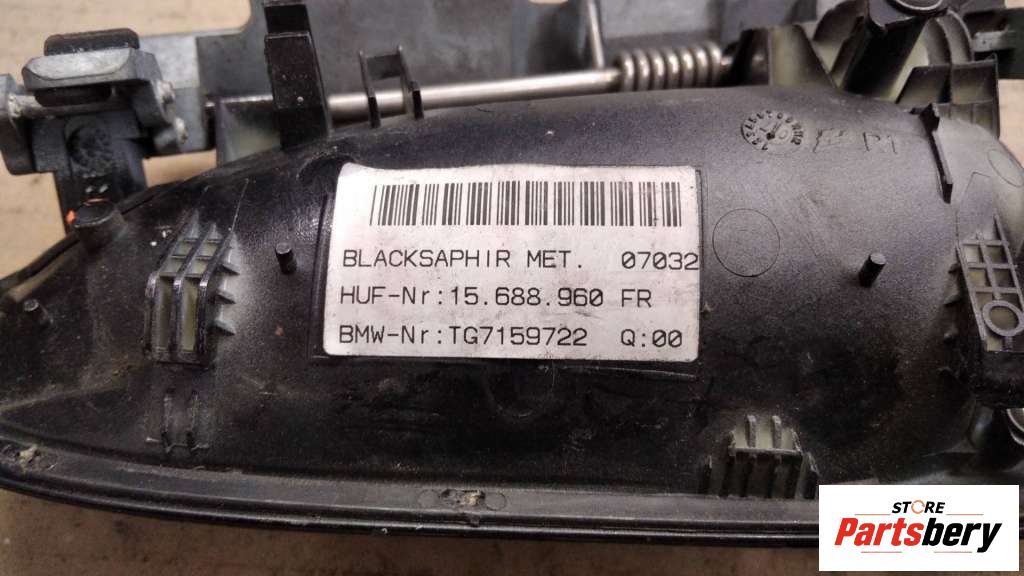 BLACKSAPHIR MET. 07032
HUF-Nr:15.688.960 FR
BMW-Nr:TG7159722 Q:00
STORE
Partsbery